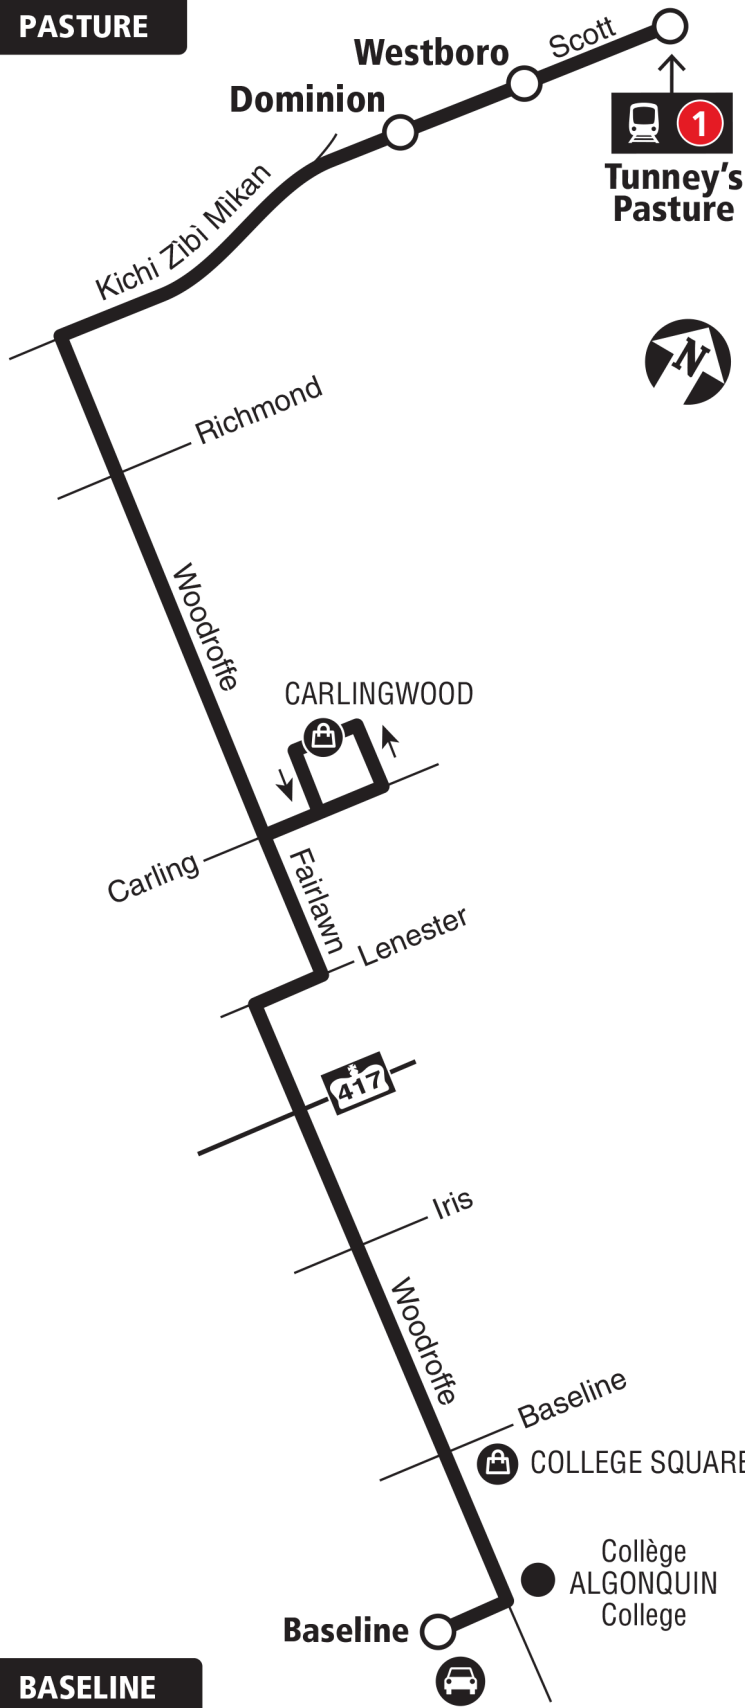 PASTURE
Scott
Westboro
Dominion
1
Tunney's
Pasture
Kichi Zībī Mīkan
N
Richmond
Woodroffe
CARLINGWOOD
Carling
Fairlawn
Lenester
417
Iris
Woodroffe
Baseline
COLLEGE SQUARE
Collège
ALGONQUIN
College
Baseline
BASELINE